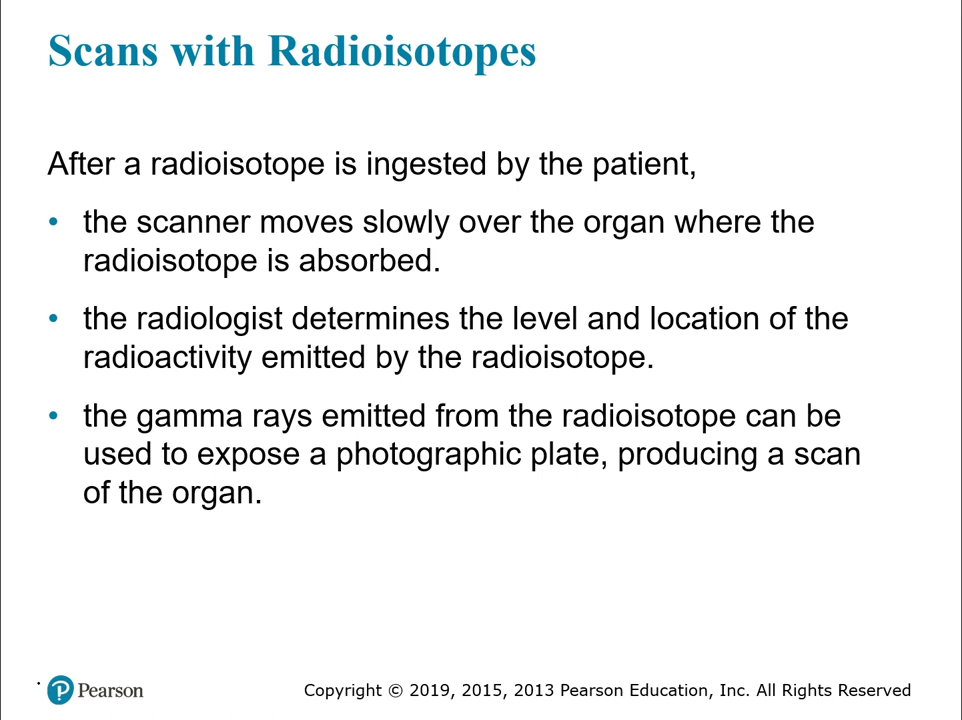 Scans with Radioisotopes
After a radioisotope is ingested by the patient,
• the scanner moves slowly over the organ where the
radioisotope is absorbed.
• the radiologist determines the level and location of the
radioactivity emitted by the radioisotope.
• the gamma rays emitted from the radioisotope can be
used to expose a photographic plate, producing a scan
of the organ.
Pearson
Copyright © 2019, 2015, 2013 Pearson Education, Inc. All Rights Reserved